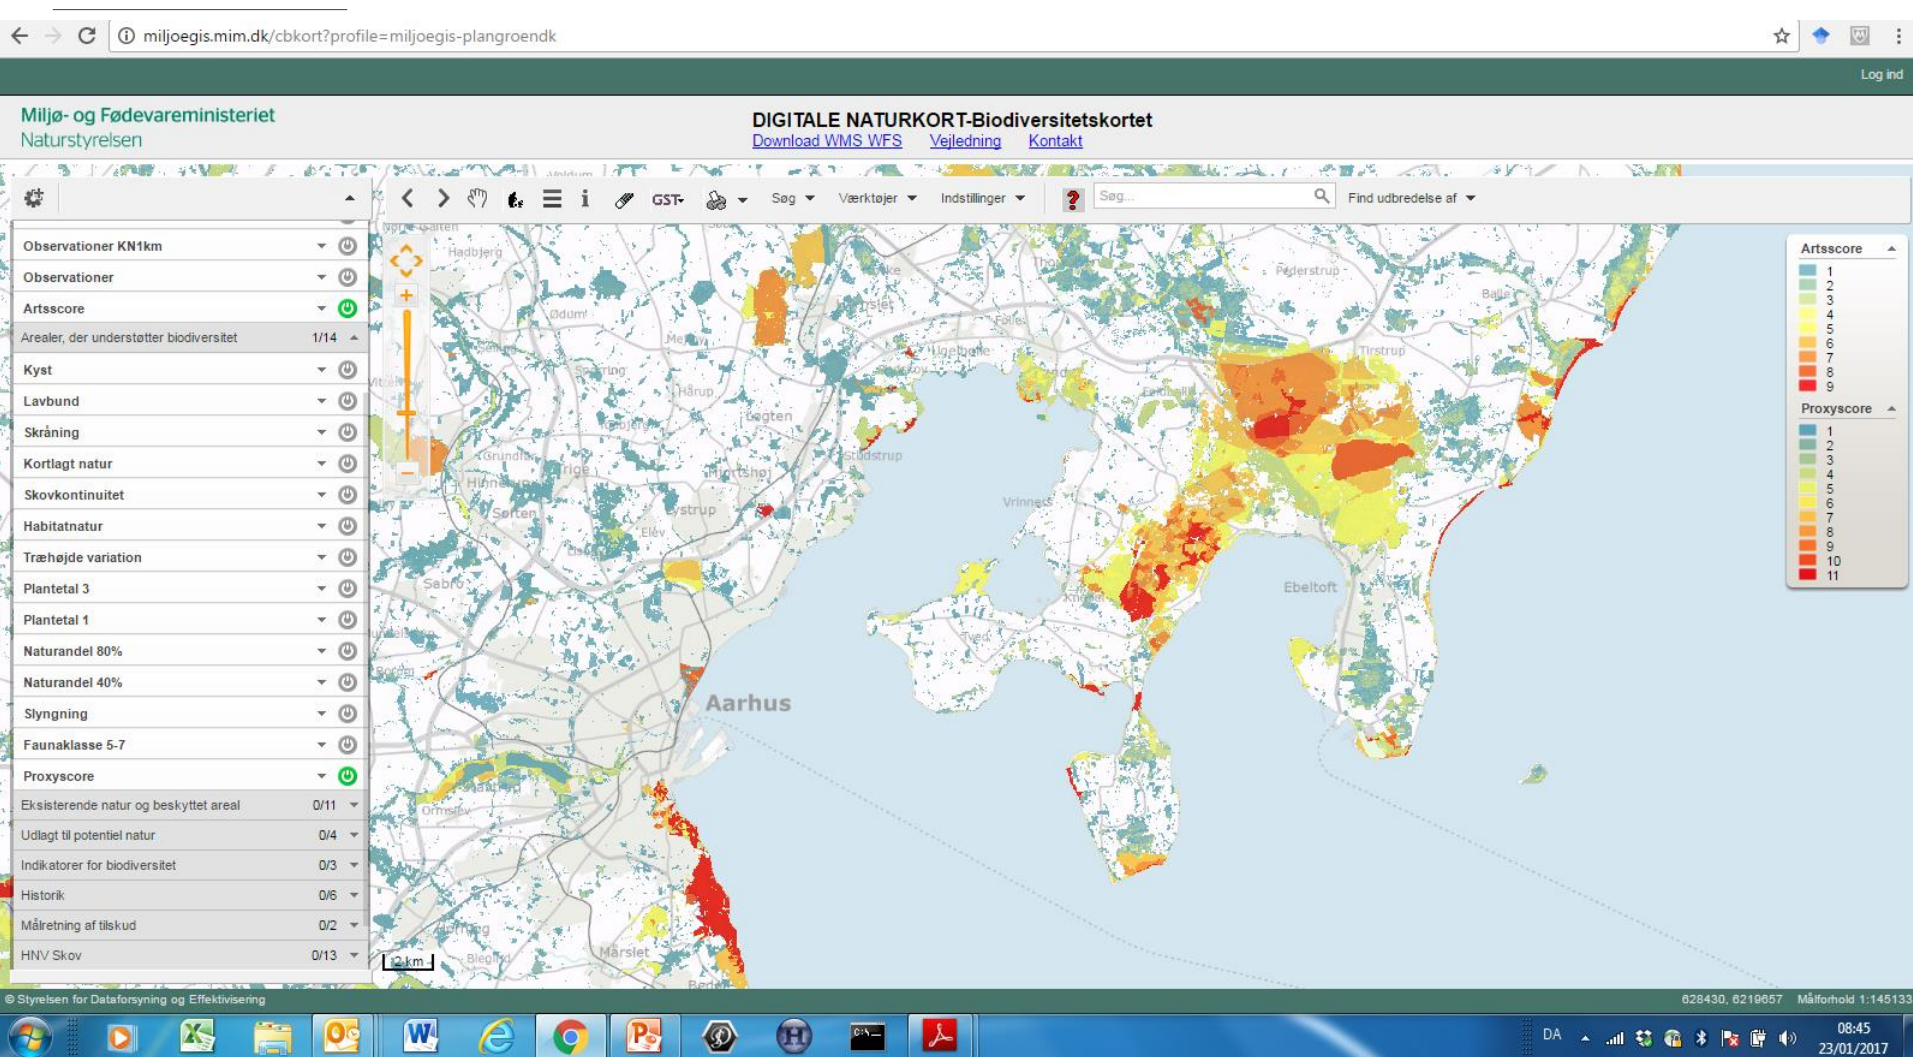 miljoegis.mim.dk/cbkort?profile=miljoegis-plangroendk
Log ind
Miljø- og Fødevareministeriet
Naturstyrelsen
DIGITALE NATURKORT-Biodiversitetskortet
Download WMS WFS Vejledning Kontakt
GST
Søg
Værktøjer
Indstillinger
Søg...
Find udbredelse af
Observationer KN1km
Observationer
Artsscore
Arealer, der understøtter biodiversitet 1/14
Kyst
Lavbund
Skråning
Kortlagt natur
Skovkontinuitet
Habitatnatur
Træhøjde variation
Plantetal 3
Plantetal 1
Naturandel 80%
Naturandel 40%
Slyngning
Faunaklasse 5-7
Proxyscore
Eksisterende natur og beskyttet areal 0/11
Udlagt til potentiel natur 0/4
Indikatorer for biodiversitet 0/3
Historik 0/6
Målretning af tilskud 0/2
HNV Skov 0/13
Hadbjerg
Ødum
Hårup
Løgten
Studstrup
Trige
Hinnerup
Sorten
Elev
Sabro
Aarhus
Ormslev
Mårslet
Vrinners
Tved
Ebeltoft
Tirstrup
Pederstrup
Balle
2 km
Artsscore
1
2
3
4
5
6
7
8
9
Proxyscore
1
2
3
4
5
6
7
8
9
10
11
© Styrelsen for Dataforsyning og Effektivisering
628430, 6219657 Målforhold 1:145133
DA
08:45
23/01/2017